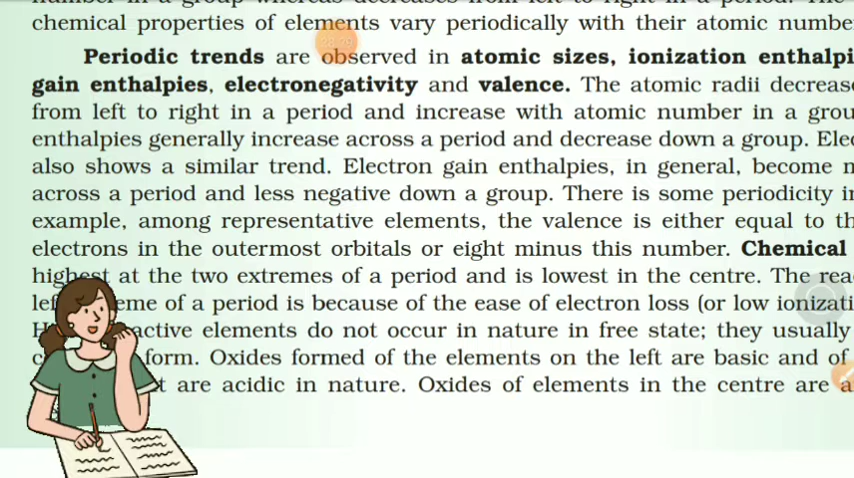 chemical properties of elements vary periodically with their atomic numbe
Periodic trends are observed in atomic sizes, ionization enthalpi
gain enthalpies, electronegativity and valence. The atomic radii decreas
from left to right in a period and increase with atomic number in a grou
enthalpies generally increase across a period and decrease down a group. Elec
also shows a similar trend. Electron gain enthalpies, in general, become
across a period and less negative down a group. There is some periodicity i
example, among representative elements, the valence is either equal to th
electrons in the outermost orbitals or eight minus this number. Chemical
highest at the two extremes of a period and is lowest in the centre. The rea
lef eme of a period is because of the ease of electron loss (or low ionizati
H active elements do not occur in nature in free state; they usually
form. Oxides formed of the elements on the left are basic and of
t are acidic in nature. Oxides of elements in the centre are a